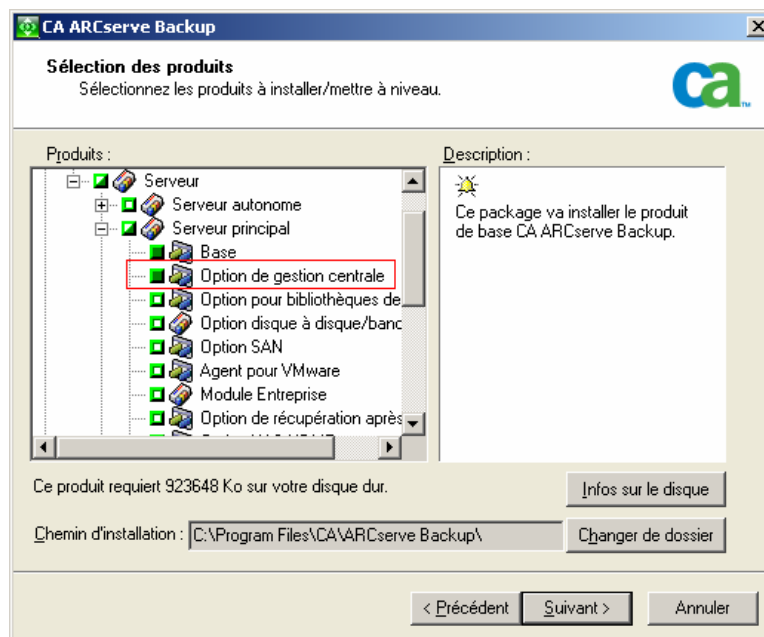 CA ARCserve Backup
Sélection des produits
Sélectionnez les produits à installer/mettre à niveau.
ca
Produits :
Serveur
Serveur autonome
Serveur principal
Base
Option de gestion centrale
Option pour bibliothèques de
Option disque à disque/banc
Option SAN
Agent pour VMware
Module Entreprise
Option de récupération après
Description :
Ce package va installer le produit
de base CA ARCserve Backup.
Ce produit requiert 923648 Ko sur votre disque dur.
Infos sur le disque
Chemin d'installation : C:\Program Files\CA\ARCserve Backup\
Changer de dossier
< Précédent
Suivant >
Annuler